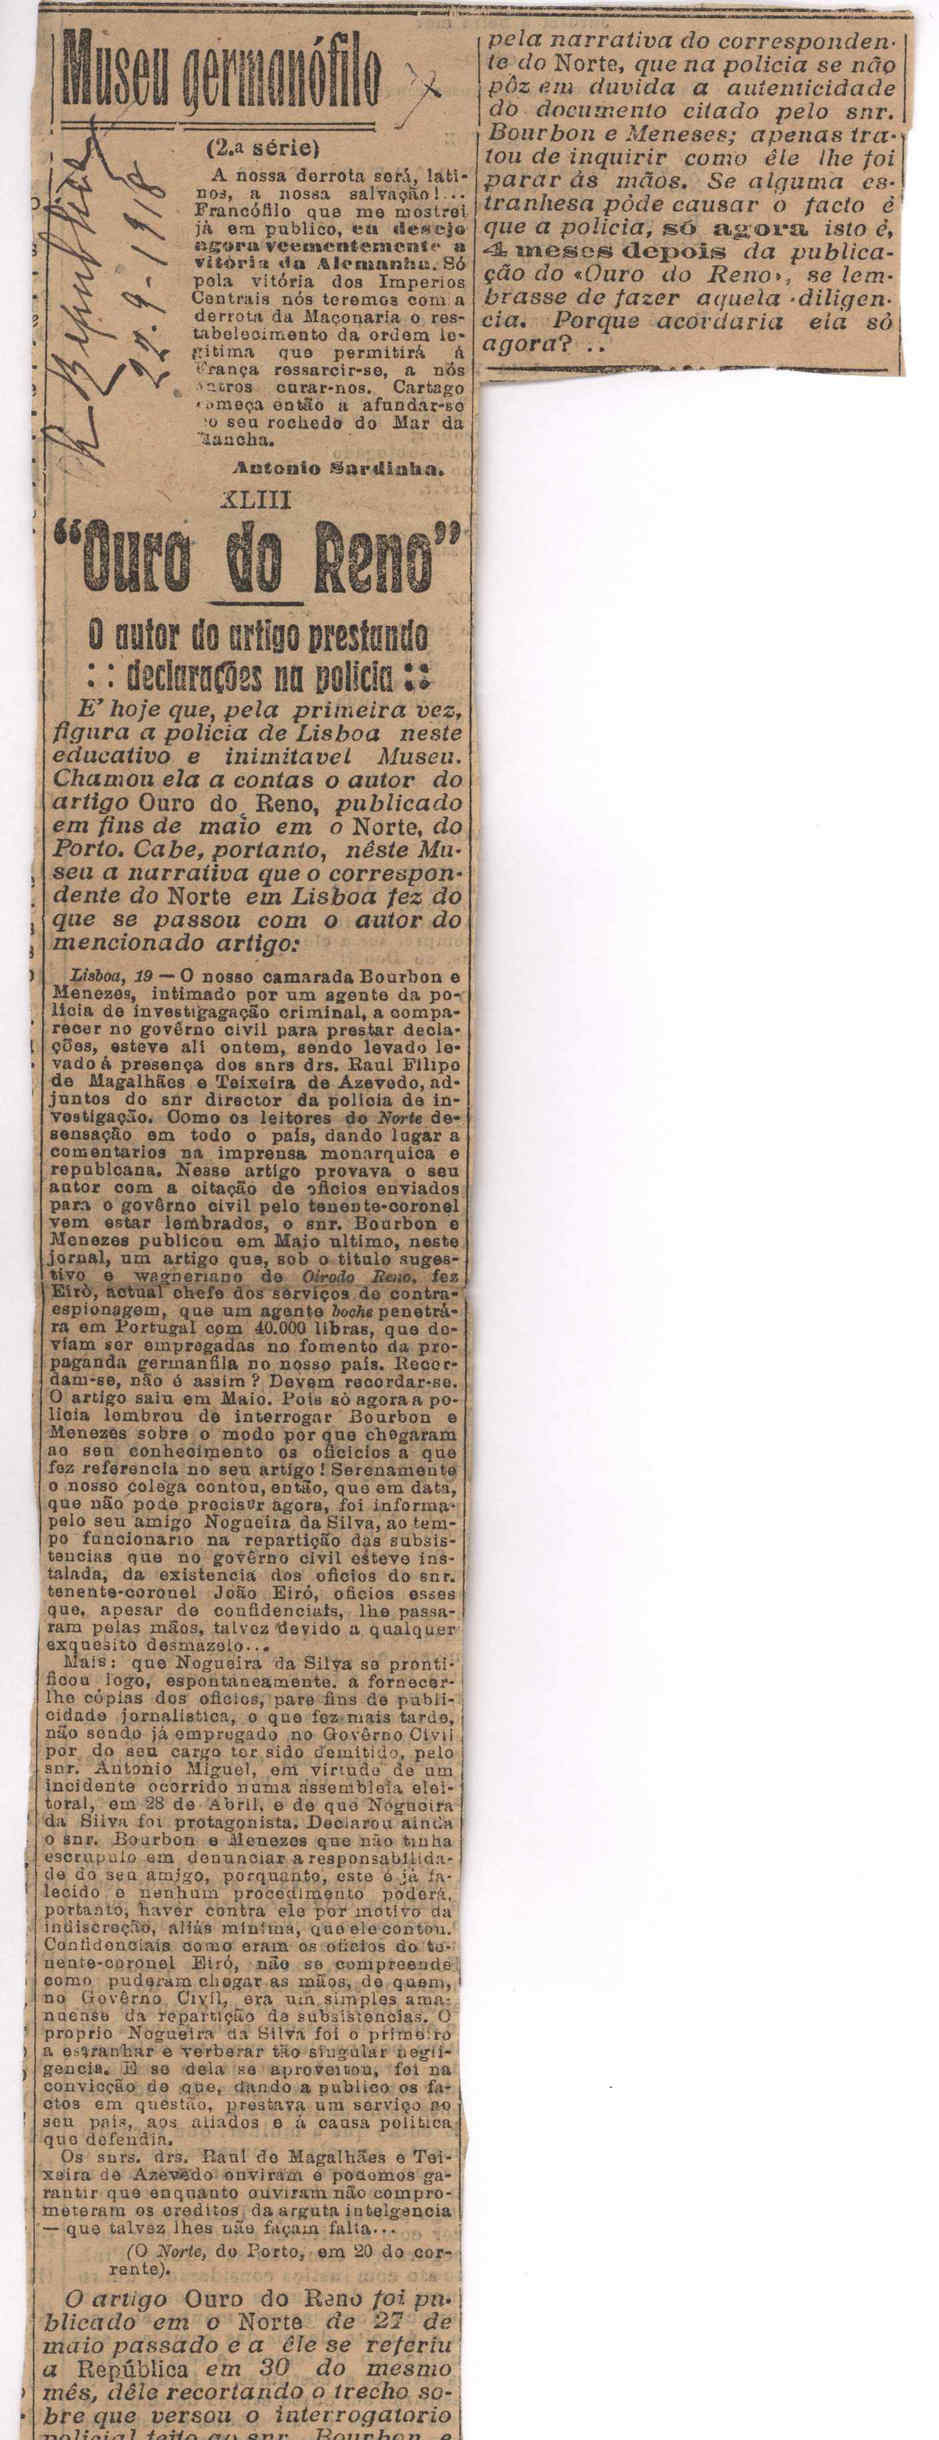 Museu germanófilo
(2.a série)
A nossa derrota será, lati-
nos, a nossa salvação!...
Francófilo que me mostrei
já em publico, eu desejo
agora veementemente a
vitória da Alemanha. Só
pela vitória dos Imperios
Centrais nós teremos com a
derrota da Maçonaria o res-
tabelecimento da ordem le-
gitima que permitirá á
França ressarcir-se, a nós
outros curar-nos. Cartago
começa então a afundar-se
no seu rochedo do Mar da
Mancha.
Antonio Sardinha.
R Republica
22-9-1918
XLIII
"Ouro do Reno"
O autor do artigo prestando
:: declarações na policia ::
E' hoje que, pela primeira vez,
figura a policia de Lisboa neste
educativo e inimitavel Museu.
Chamou ela a contas o autor do
artigo Ouro do Reno, publicado
em fins de maio em o Norte, do
Porto. Cabe, portanto, nêste Mu-
seu a narrativa que o correspon-
dente do Norte em Lisboa fez do
que se passou com o autor do
mencionado artigo:
Lisboa, 19 — O nosso camarada Bourbon e
Menezes, intimado por um agente da po-
licia de investigagação criminal, a compa-
recer no govêrno civil para prestar decla-
ções, esteve ali ontem, sendo levado le-
vado á presença dos snrs drs. Raul Filipe
de Magalhães e Teixeira de Azevedo, ad-
juntos do snr director da policia de in-
vestigação. Como os leitores do Norte de-
sensação em todo o país, dando lugar a
comentarios na imprensa monarquica e
republcana. Nesse artigo provava o seu
autor com a citação de oficios enviados
para o govêrno civil pelo tenente-coronel
vem estar lembrados, o snr. Bourbon e
Menezes publicou em Maio ultimo, neste
jornal, um artigo que, sob o titulo suges-
tivo e wagneriano de Oirodo Reno, fez
Eiró, actual chefe dos serviços de contra-
espionagem, que um agente boche penetrá-
ra em Portugal com 40.000 libras, que de-
viam ser empregadas no fomento da pro-
paganda germanfila no nosso país. Recor-
dam-se, não é assim? Devem recordar-se.
O artigo saiu em Maio. Pois só agora a po-
licia lembrou de interrogar Bourbon e
Menezes sobre o modo por que chegaram
ao seu conhecimento os oficicios a que
fez referencia no seu artigo! Serenamente
o nosso colega contou, então, que em data,
que não pode precisar agora, foi informa-
pelo seu amigo Nogueira da Silva, ao tem-
po funcionario na repartição das subsis-
tencias que no govêrno civil esteve ins-
talada, da existencia dos oficios do snr.
tenente-coronel João Eiró, oficios esses
que, apesar de confidenciais, lhe passa-
ram pelas mãos, talvez devido a qualquer
exquesito desmazelo...
Mais: que Nogueira da Silva se pronti-
ficou logo, espontaneamente, a fornecer-
lhe cópias dos oficios, para fins de publi-
cidade jornalistica, o que fez mais tarde,
não sendo já empregado no Govêrno Civil
por do seu cargo ter sido demitido, pelo
snr. Antonio Miguel, em virtude de um
incidente ocorrido numa assembleia elei-
toral, em 28 de Abril, e de que Nogueira
da Silva foi protagonista. Declarou ainda
o snr. Bourbon e Menezes que não tinha
escrupulo em denunciar a responsabilida-
de do seu amigo, porquanto, este é já fa-
lecido e nenhum procedimento poderá,
portanto, haver contra ele por motivo da
indiscreção, aliás minima, que ele contou.
Confidenciais como eram os oficios do te-
nente-coronel Eiró, não se compreende
como puderam chegar as mãos, de quem,
no Govêrno Civil, era um simples ama-
nuense da repartição de subsistencias. O
proprio Nogueira da Silva foi o primeiro
a estranhar e verberar tão singular negli-
gencia. E se dela se aproveitou, foi na
convicção de que, dando a publico os fa-
ctos em questão, prestava um serviço ao
seu país, aos aliados e á causa politica
que defendia.
Os snrs. drs. Raul de Magalhães e Tei-
xeira de Azevedo onviram e podemos ga-
rantir que enquanto ouviram não compro-
meteram os creditos da arguta intelgencia
— que talvez lhes não façam falta...
(O Norte, do Porto, em 20 do cor-
rente).
O artigo Ouro do Reno foi pu-
blicado em o Norte de 27 de
maio passado e a êle se referiu
a República em 30 do mesmo
mês, dêle recortando o trecho so-
bre que versou o interrogatorio
policial feito ao snr. Bourbon e
pela narrativa do corresponden-
te do Norte, que na policia se não
pôz em duvida a autenticidade
do documento citado pelo snr.
Bourbon e Meneses; apenas tra-
tou de inquirir como êle lhe foi
parar ás mãos. Se alguma es-
tranhesa póde causar o facto é
que a policia, só agora isto é,
4 meses depois da publica-
ção do «Ouro do Reno», se lem-
brasse de fazer aquela diligen-
cia. Porque acordaria ela só
agora? ..